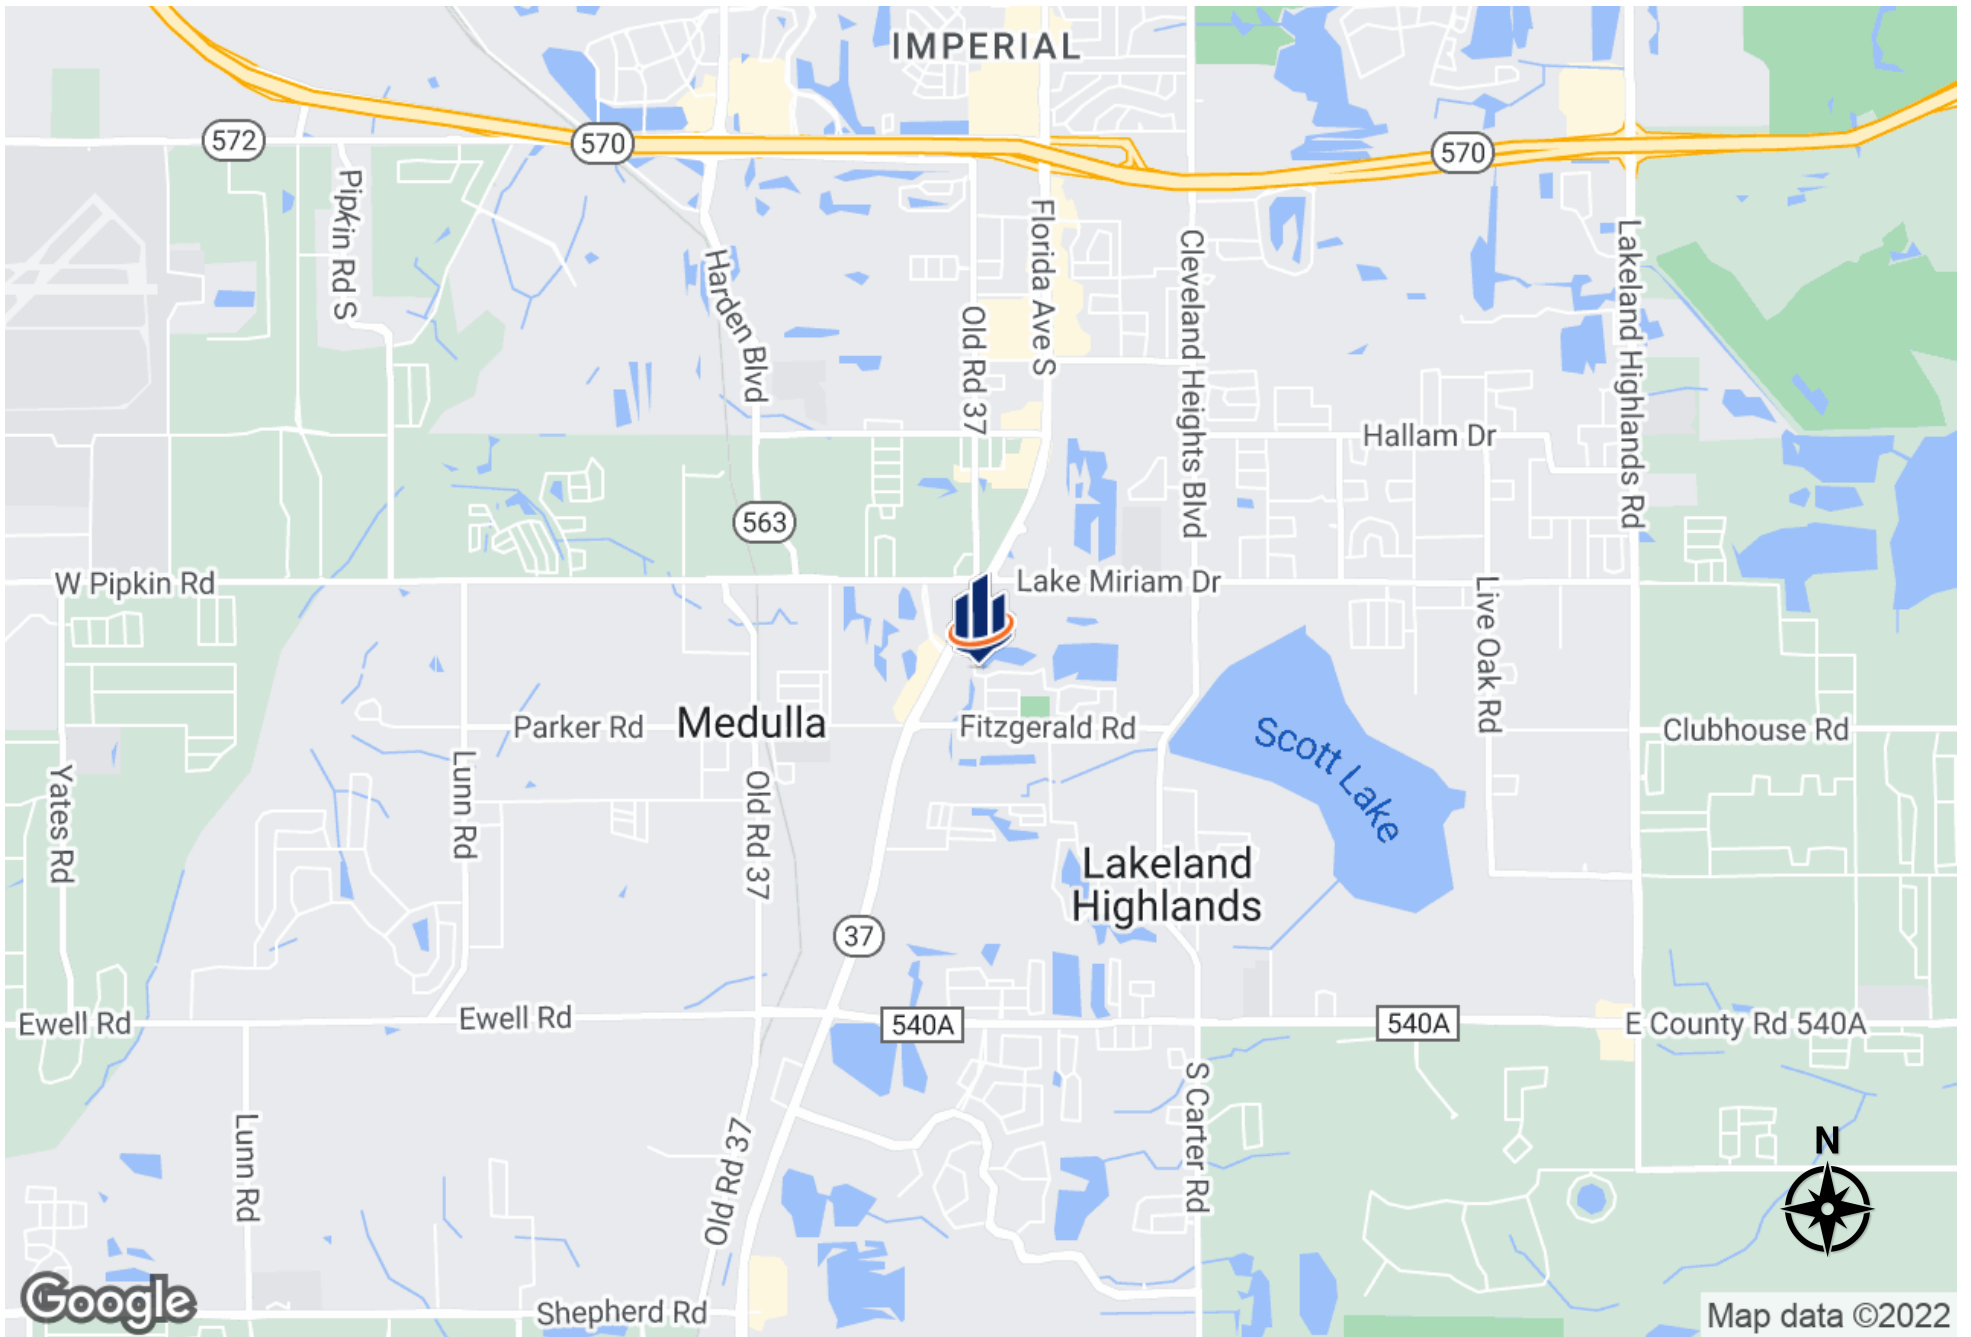 IMPERIAL
572
570
570
Pipkin Rd S
Harden Blvd
Old Rd 37
Florida Ave S
Cleveland Heights Blvd
Lakeland Highlands Rd
Hallam Dr
563
W Pipkin Rd
Lake Miriam Dr
Live Oak Rd
Parker Rd
Medulla
Fitzgerald Rd
Scott Lake
Clubhouse Rd
Yates Rd
Lunn Rd
Old Rd 37
Lakeland
Highlands
37
Ewell Rd
Ewell Rd
540A
540A
E County Rd 540A
S Carter Rd
Lunn Rd
Old Rd 37
N
Google
Shepherd Rd
Map data ©2022